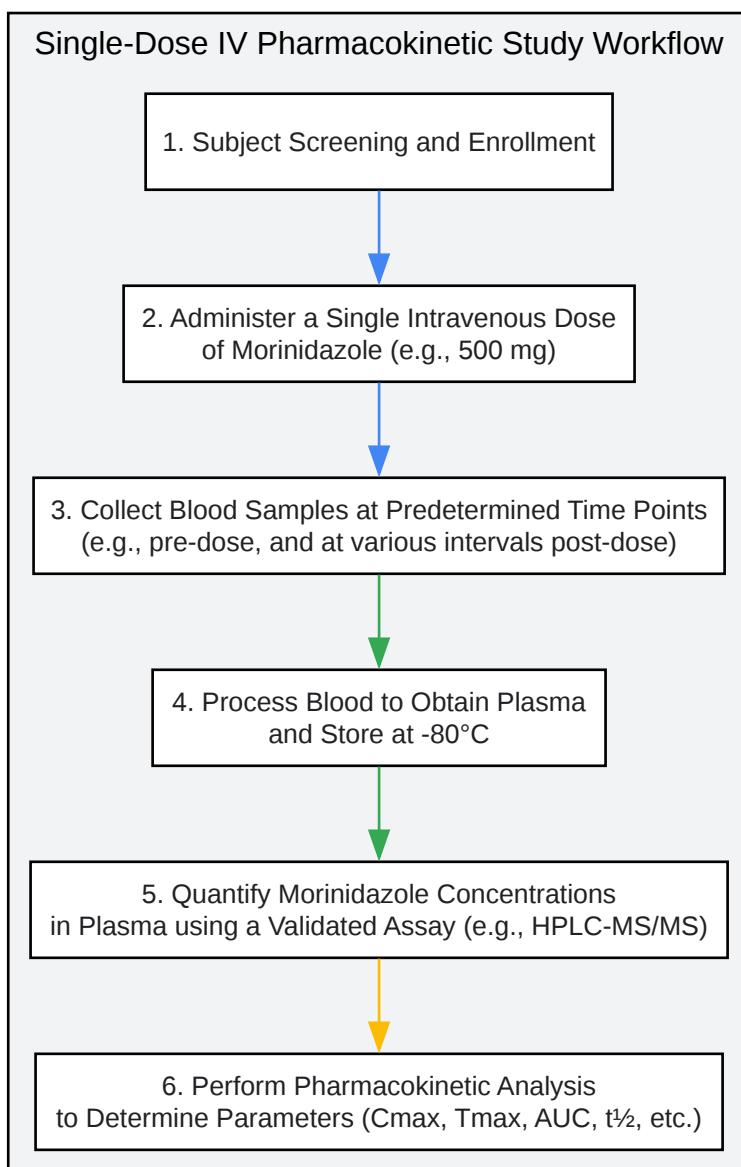 Single-Dose IV Pharmacokinetic Study Workflow
1. Subject Screening and Enrollment
2. Administer a Single Intravenous Dose
of Morinidazole (e.g., 500 mg)
3. Collect Blood Samples at Predetermined Time Points
(e.g., pre-dose, and at various intervals post-dose)
4. Process Blood to Obtain Plasma
and Store at -80°C
5. Quantify Morinidazole Concentrations
in Plasma using a Validated Assay (e.g., HPLC-MS/MS)
6. Perform Pharmacokinetic Analysis
to Determine Parameters (Cmax, Tmax, AUC, t½, etc.)